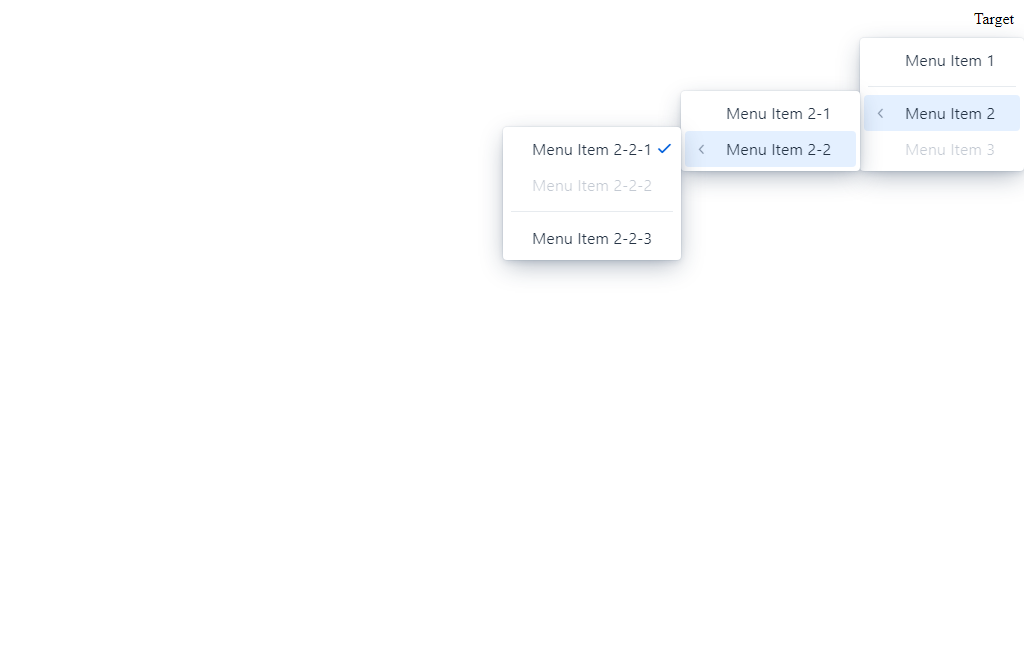 Target
Menu Item 1
Menu Item 2
Menu Item 3
Menu Item 2-1
Menu Item 2-2
Menu Item 2-2-1
Menu Item 2-2-2
Menu Item 2-2-3